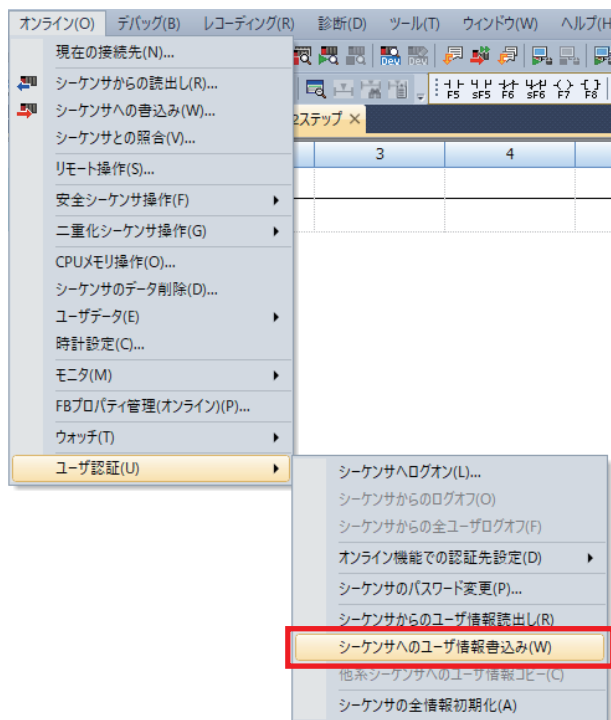 オンライン(O) デバッグ(B) レコーディング(R) 診断(D) ツール(T) ウィンドウ(W) ヘルプ(H
現在の接続先(N)...
シーケンサからの読出し(R)...
シーケンサへの書込み(W)...
シーケンサとの照合(V)...
リモート操作(S)...
安全シーケンサ操作(F)
二重化シーケンサ操作(G)
CPUメモリ操作(O)...
シーケンサのデータ削除(D)...
ユーザデータ(E)
時計設定(C)...
モニタ(M)
FBプロパティ管理(オンライン)(P)...
ウォッチ(T)
ユーザ認証(U)
DEV DEV
F5 sF5 F6 sF6 F7 F8
2ステップ
3 4
シーケンサへログオン(L)...
シーケンサからのログオフ(O)
シーケンサからの全ユーザログオフ(F)
オンライン機能での認証先設定(D)
シーケンサのパスワード変更(P)...
シーケンサからのユーザ情報読出し(R)
シーケンサへのユーザ情報書込み(W)
他系シーケンサへのユーザ情報コピー(C)
シーケンサの全情報初期化(A)